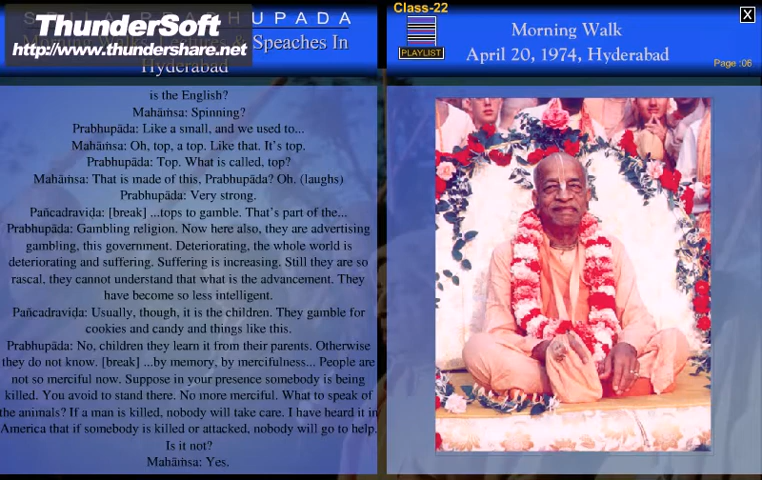 SRILA PRABHUPADA
ThunderSoft
http://www.thundershare.net
& Speaches In
Hyderabad
is the English?
Mahāṁsa: Spinning?
Prabhupāda: Like a small, and we used to...
Mahāṁsa: Oh, top, a top. Like that. It's top.
Prabhupāda: Top. What is called, top?
Mahāṁsa: That is made of this, Prabhupāda? Oh. (laughs)
Prabhupāda: Very strong.
Pañcadraviḍa: [break] ...tops to gamble. That's part of the...
Prabhupāda: Gambling religion. Now here also, they are advertising
gambling, this government. Deteriorating, the whole world is
deteriorating and suffering. Suffering is increasing. Still they are so
rascal, they cannot understand that what is the advancement. They
have become so less intelligent.
Pañcadraviḍa: Usually, though, it is the children. They gamble for
cookies and candy and things like this.
Prabhupāda: No, children they learn it from their parents. Otherwise
they do not know. [break] ...by memory, by mercifulness... People are
not so merciful now. Suppose in your presence somebody is being
killed. You avoid to stand there. No more merciful. What to speak of
the animals? If a man is killed, nobody will take care. I have heard it in
America that if somebody is killed or attacked, nobody will go to help.
Is it not?
Mahāṁsa: Yes.
Class-22
PLAYLIST
Morning Walk
April 20, 1974, Hyderabad
X
Page :06